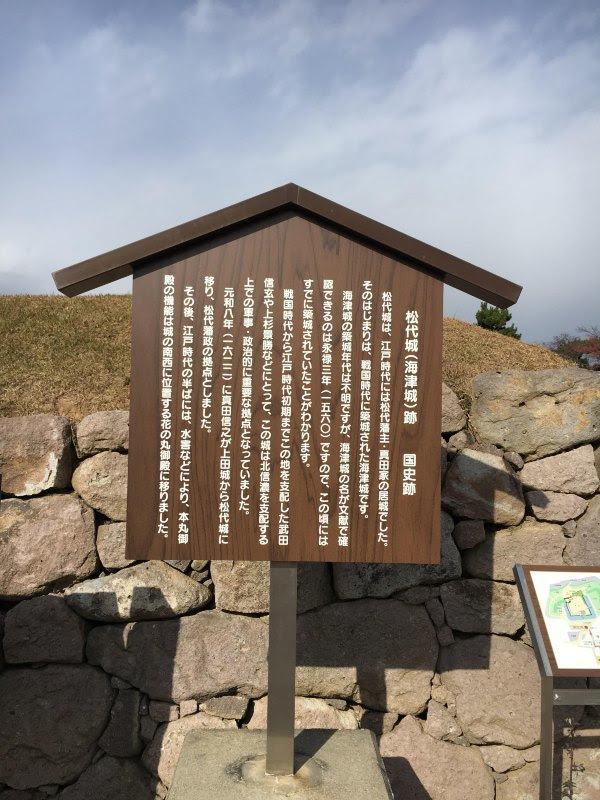 松代城（海津城）跡　国史跡
松代城は、江戸時代には松代藩主・真田家の居城でした。
そのはじまりは、戦国時代に築城された海津城です。
海津城の築城年代は不明ですが、海津城の名が文献で確
認できるのは永禄三年（一五六〇）ですので、この頃には
すでに築城されていたことがわかります。
戦国時代から江戸時代初期までこの地を支配した武田
信玄や上杉景勝などにとって、この城は北信濃を支配する
上での軍事・政治的に重要な拠点となっていました。
元和八年（一六二二）に真田信之が上田城から松代城に
移り、松代藩政の拠点としました。
その後、江戸時代の半ばには、水害などにより、本丸御
殿の機能は城の南西に位置する花の丸御殿に移りました。